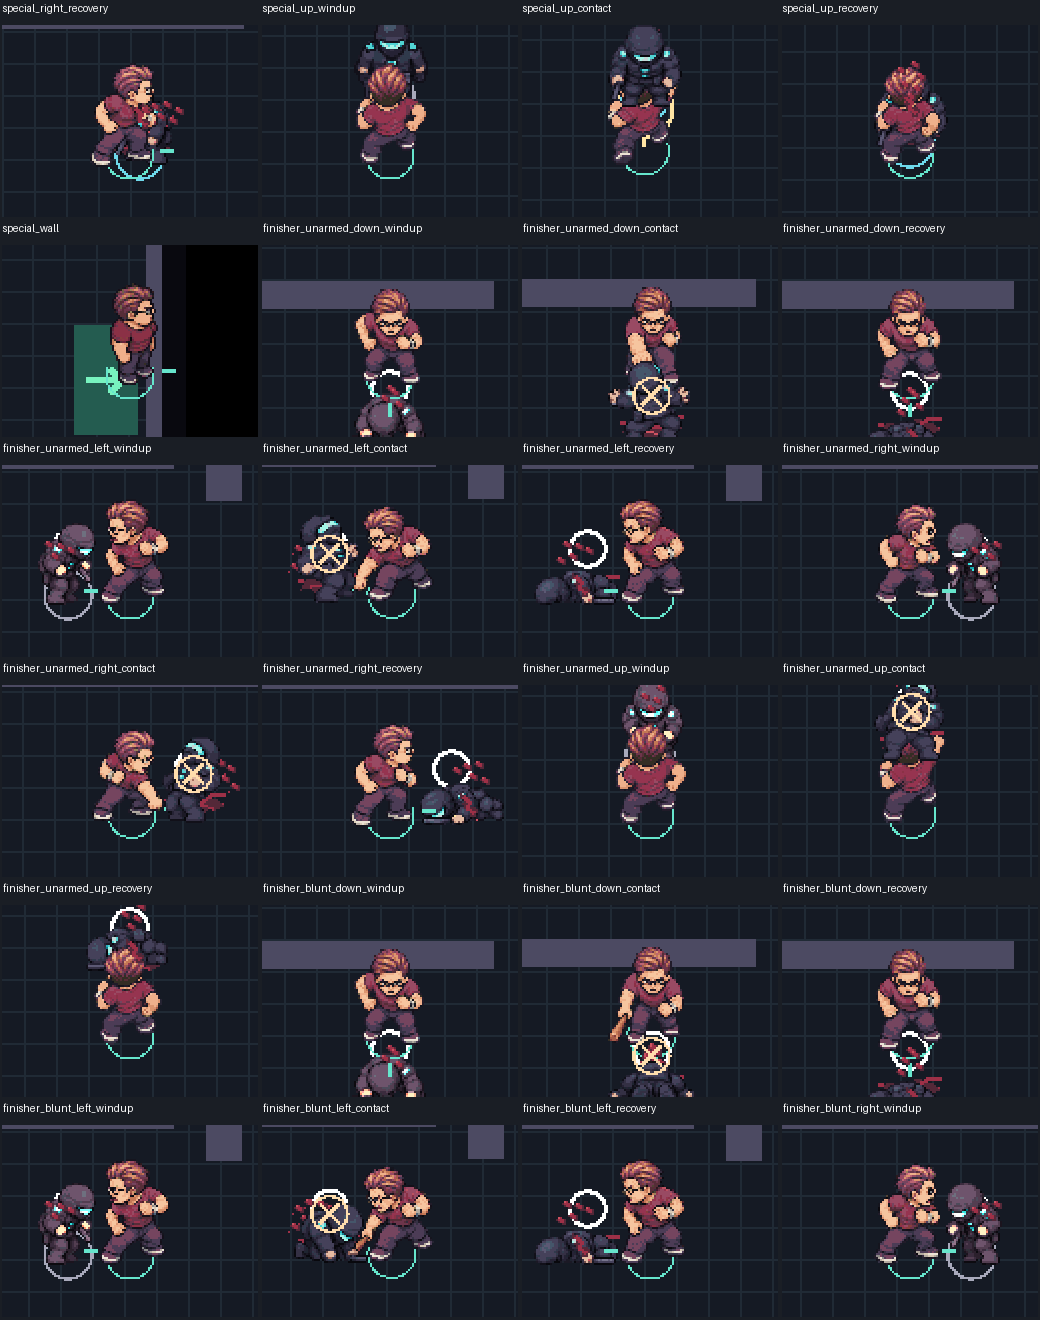 special_right_recovery
special_up_windup
special_up_contact
special_up_recovery
special_wall
finisher_unarmed_down_windup
finisher_unarmed_down_contact
finisher_unarmed_down_recovery
finisher_unarmed_left_windup
finisher_unarmed_left_contact
finisher_unarmed_left_recovery
finisher_unarmed_right_windup
finisher_unarmed_right_contact
finisher_unarmed_right_recovery
finisher_unarmed_up_windup
finisher_unarmed_up_contact
finisher_unarmed_up_recovery
finisher_blunt_down_windup
finisher_blunt_down_contact
finisher_blunt_down_recovery
finisher_blunt_left_windup
finisher_blunt_left_contact
finisher_blunt_left_recovery
finisher_blunt_right_windup